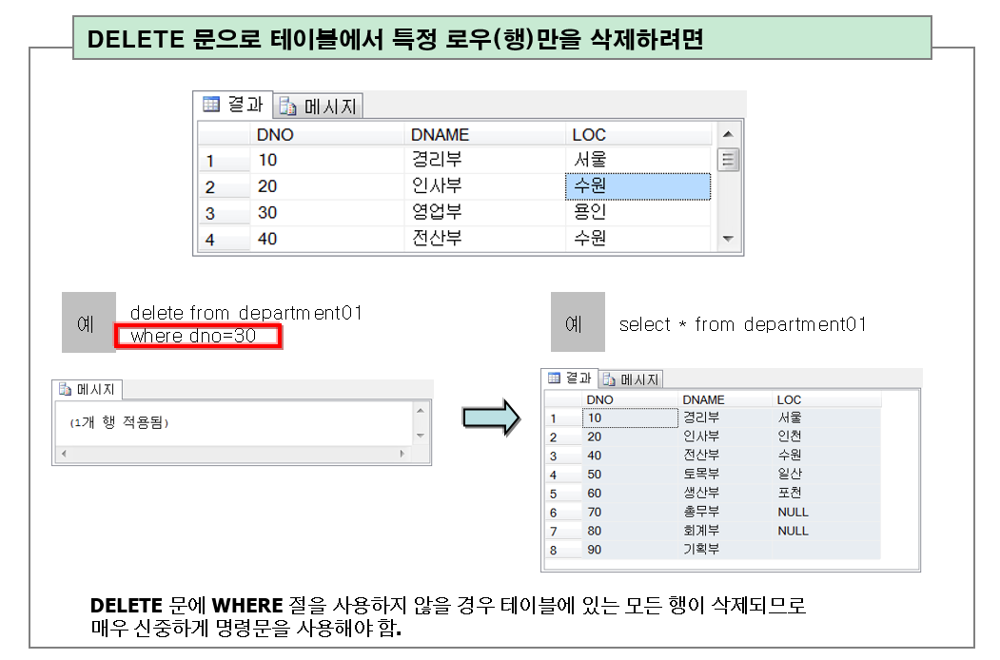 DELETE 문으로 테이블에서 특정 로우(행)만을 삭제하려면
결과 메시지
DNO DNAME LOC
1 10 경리부 서울
2 20 인사부 수원
3 30 영업부 용인
4 40 전산부 수원
예
delete from department01
where dno=30
예
select * from department01
메시지
(1개 행 적용됨)
결과 메시지
DNO DNAME LOC
1 10 경리부 서울
2 20 인사부 인천
3 40 전산부 수원
4 50 토목부 일산
5 60 생산부 포천
6 70 총무부 NULL
7 80 회계부 NULL
8 90 기획부
DELETE 문에 WHERE 절을 사용하지 않을 경우 테이블에 있는 모든 행이 삭제되므로
매우 신중하게 명령문을 사용해야 함.